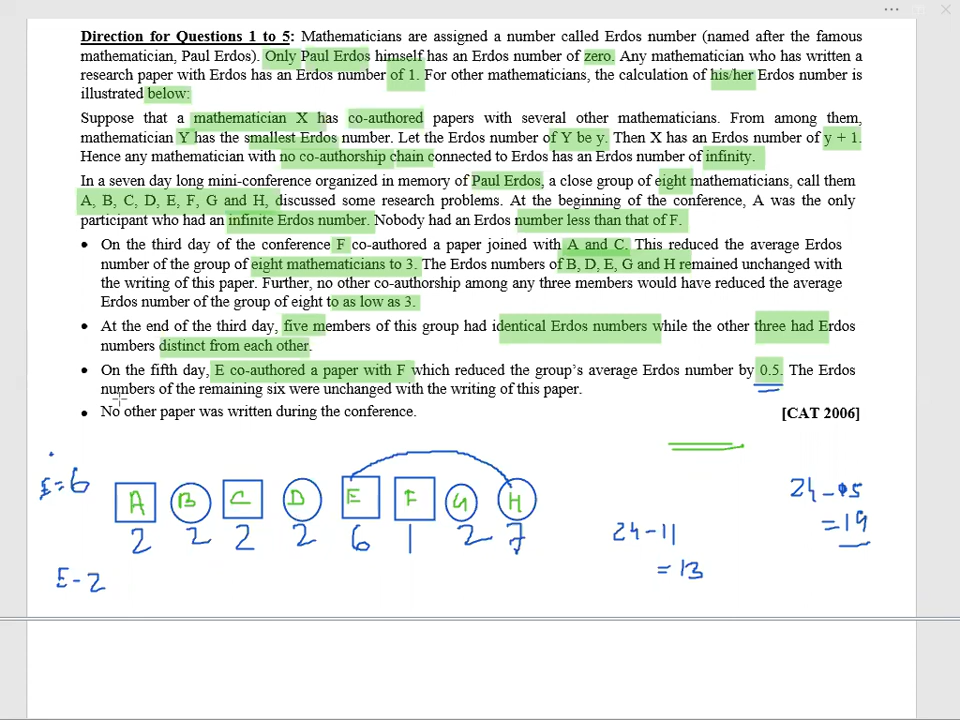 Direction for Questions 1 to 5: Mathematicians are assigned a number called Erdos number (named after the famous
mathematician, Paul Erdos). Only Paul Erdos himself has an Erdos number of zero. Any mathematician who has written a
research paper with Erdos has an Erdos number of 1. For other mathematicians, the calculation of his/her Erdos number is
illustrated below:
Suppose that a mathematician X has co-authored papers with several other mathematicians. From among them,
mathematician Y has the smallest Erdos number. Let the Erdos number of Y be y. Then X has an Erdos number of y + 1.
Hence any mathematician with no co-authorship chain connected to Erdos has an Erdos number of infinity.
In a seven day long mini-conference organized in memory of Paul Erdos, a close group of eight mathematicians, call them
A, B, C, D, E, F, G and H, discussed some research problems. At the beginning of the conference, A was the only
participant who had an infinite Erdos number. Nobody had an Erdos number less than that of F.
• On the third day of the conference F co-authored a paper joined with A and C. This reduced the average Erdos
number of the group of eight mathematicians to 3. The Erdos numbers of B, D, E, G and H remained unchanged with
the writing of this paper. Further, no other co-authorship among any three members would have reduced the average
Erdos number of the group of eight to as low as 3.
• At the end of the third day, five members of this group had identical Erdos numbers while the other three had Erdos
numbers distinct from each other.
• On the fifth day, E co-authored a paper with F which reduced the group's average Erdos number by 0.5. The Erdos
numbers of the remaining six were unchanged with the writing of this paper.
• No other paper was written during the conference. [CAT 2006]
E=6
A B C D E F G H
2 2 2 2 6 1 2 7
E-2
24-11
=13
24-05
=19